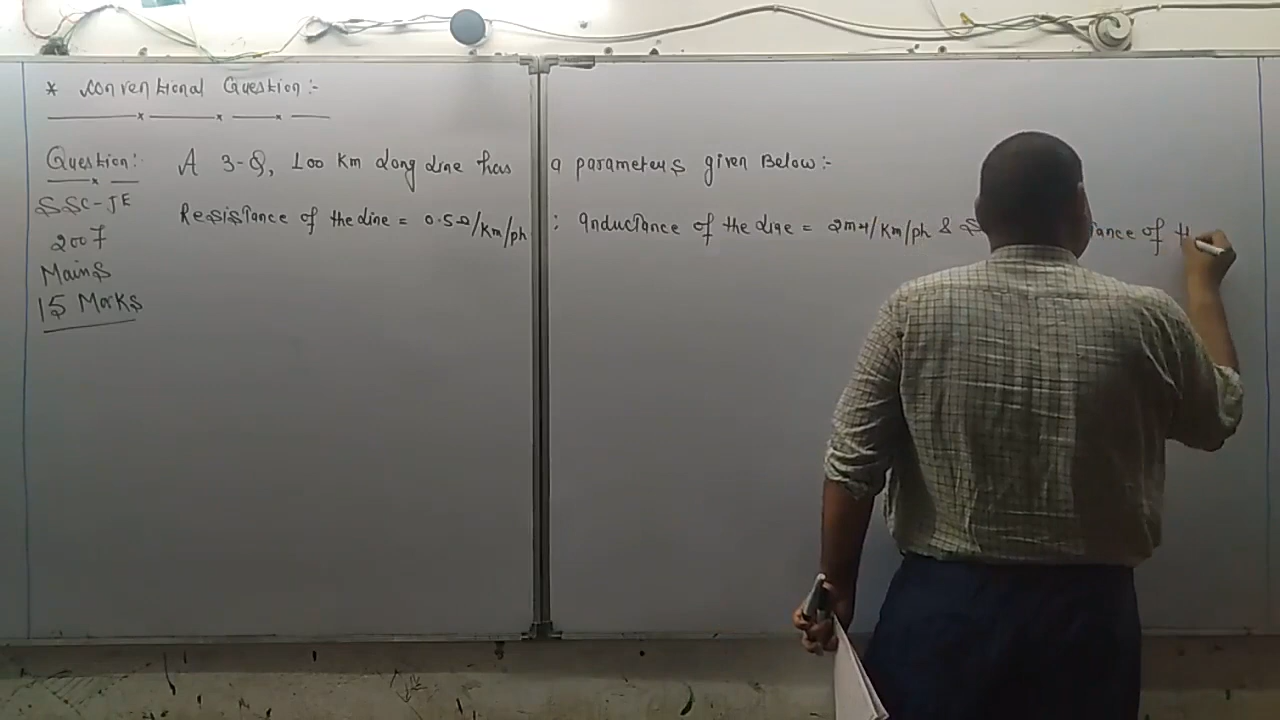 * Conventional Question:-
Question:- A 3-Φ, 100 Km Long Line has a parameters given Below:-
SSC-JE
Resistance of the Line = 0.5Ω/Km/ph ; Inductance of the Line = 2mH/Km/ph & of
2007
Mains
15 Marks